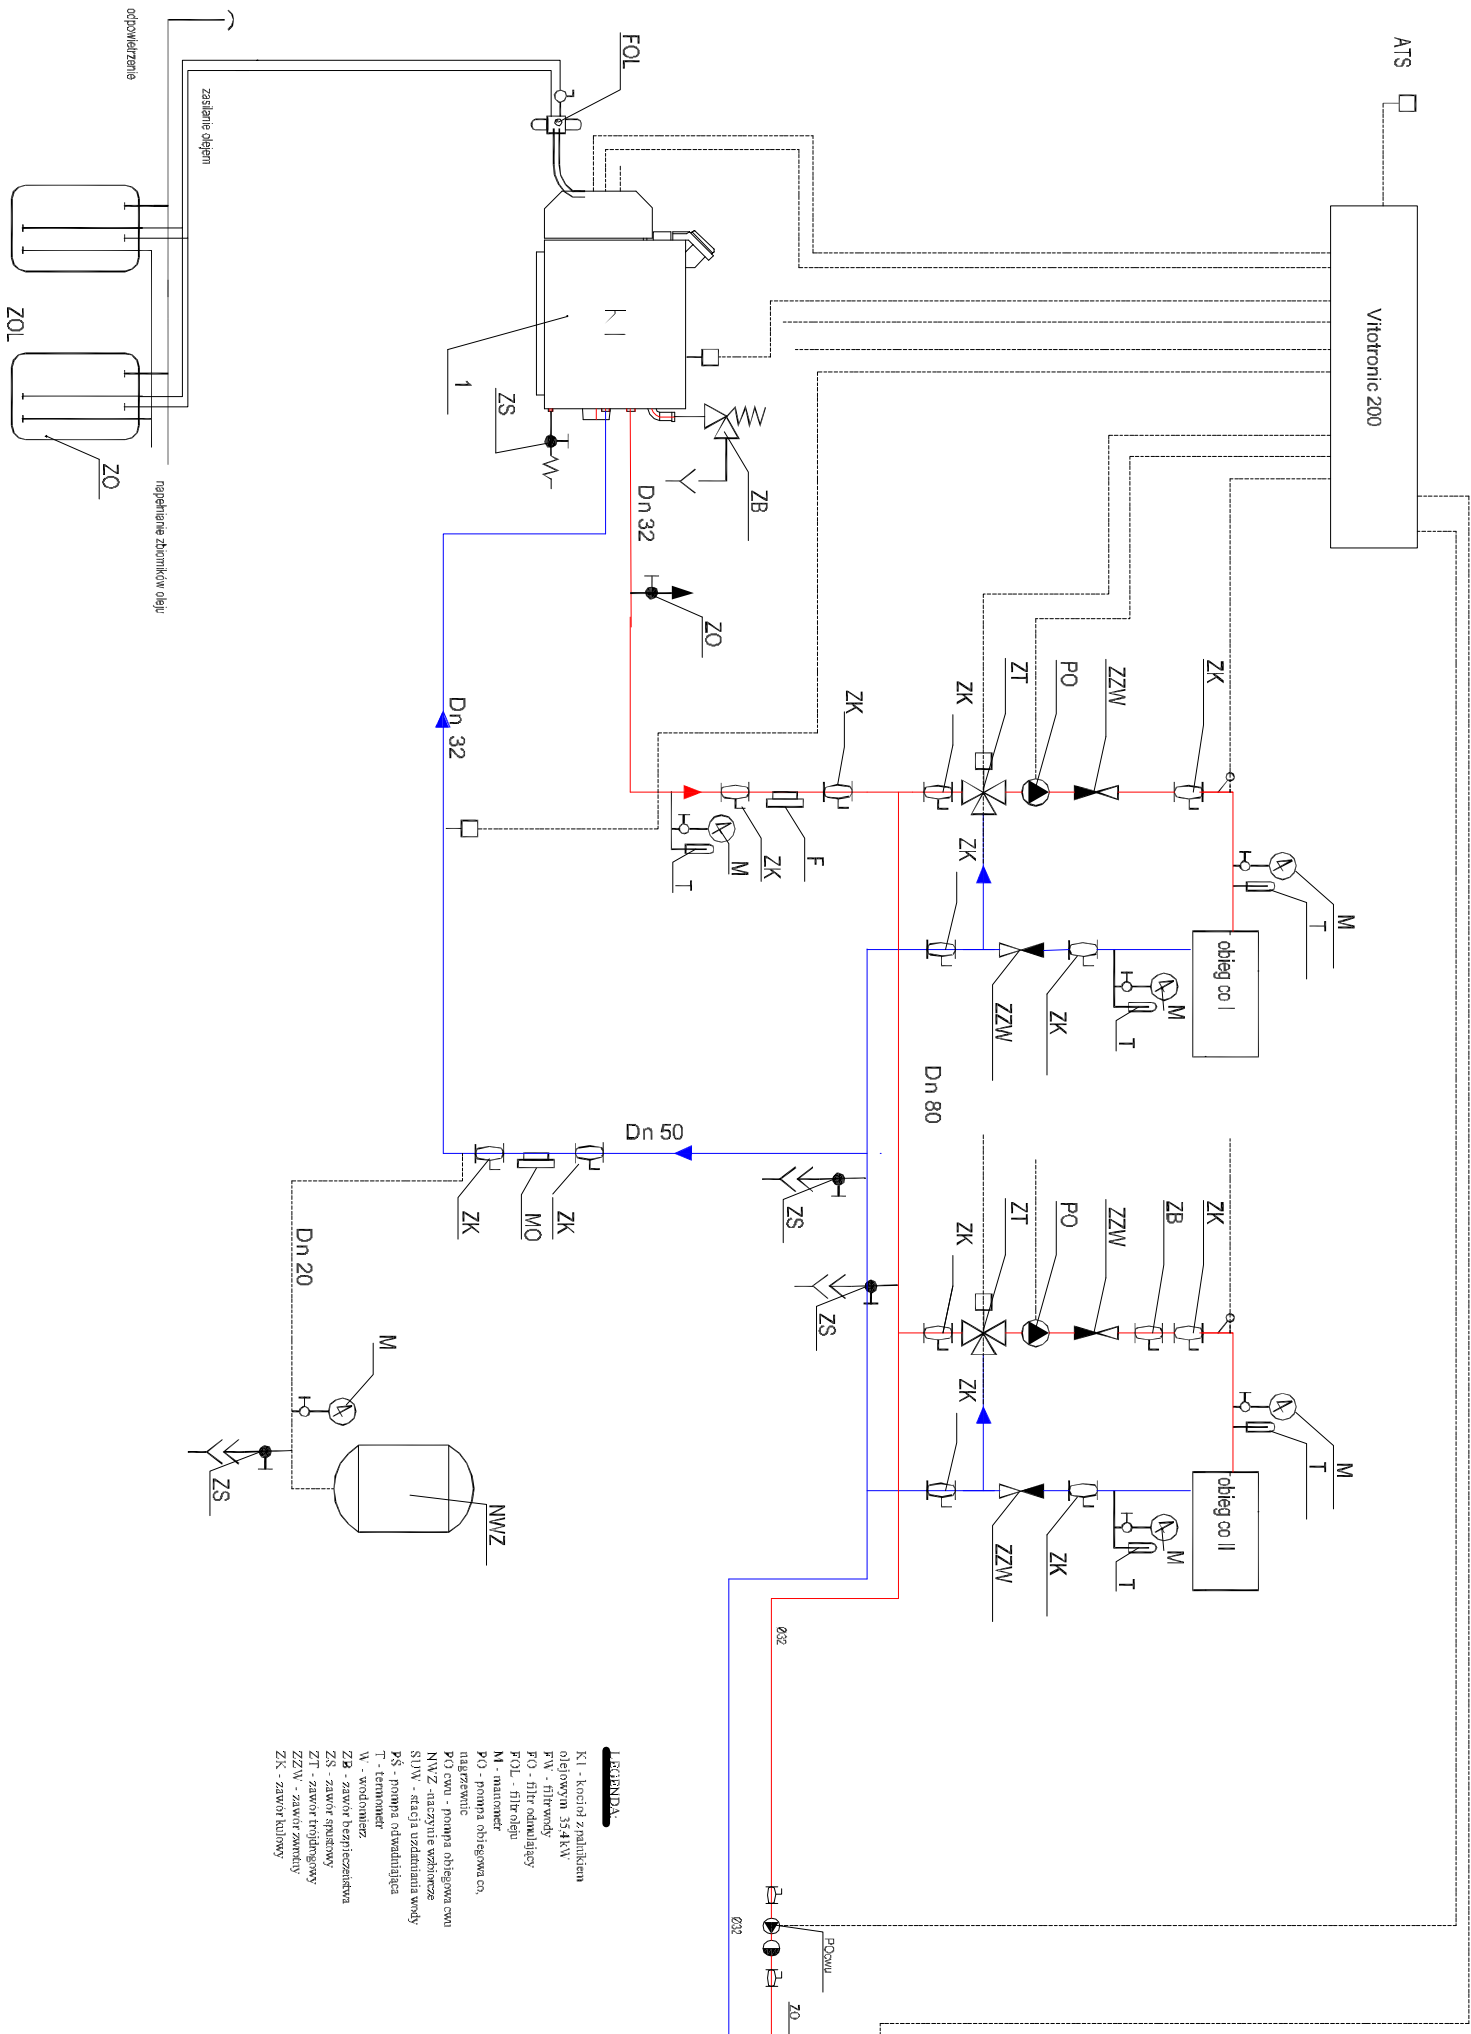 ATS
Vitotronic 200
FOL
odpowietrzenie
zasilanie olejem
ZOL
ZO
napełnianie zbiorników oleju
K I
1
ZS
ZB
Dn 32
ZO
Dn 32
ZK
ZT
PO
ZZW
ZK
ZK
F
ZK
M
T
ZK
M
T
obieg co I
ZZW
ZK
M
T
Dn 80
Dn 50
ZK
MO
ZK
ZS
ZS
Dn 20
M
ZS
NWZ
ZK
ZT
PO
ZZW
ZB
ZK
ZK
M
T
obieg co II
ZZW
ZK
M
T
Ø32
Ø32
POcwu
ZO
LEGENDA:
K1 - kocioł z palnikiem
olejowym 35,4 kW
FW - filtr wody
FO - filtr odmulający
FOL - filtr oleju
M - manometr
PO - pompa obiegowa co,
nagrzewnic
PO cwu - pompa obiegowa cwu
NWZ - naczynie wzbiorcze
SUW - stacja uzdatniania wody
PŚ - pompa odwadniająca
T - termometr
W - wodomierz
ZB - zawór bezpieczeństwa
ZS - zawór spustowy
ZT - zawór trójdrogowy
ZZW - zawór zwrotny
ZK - zawór kulowy